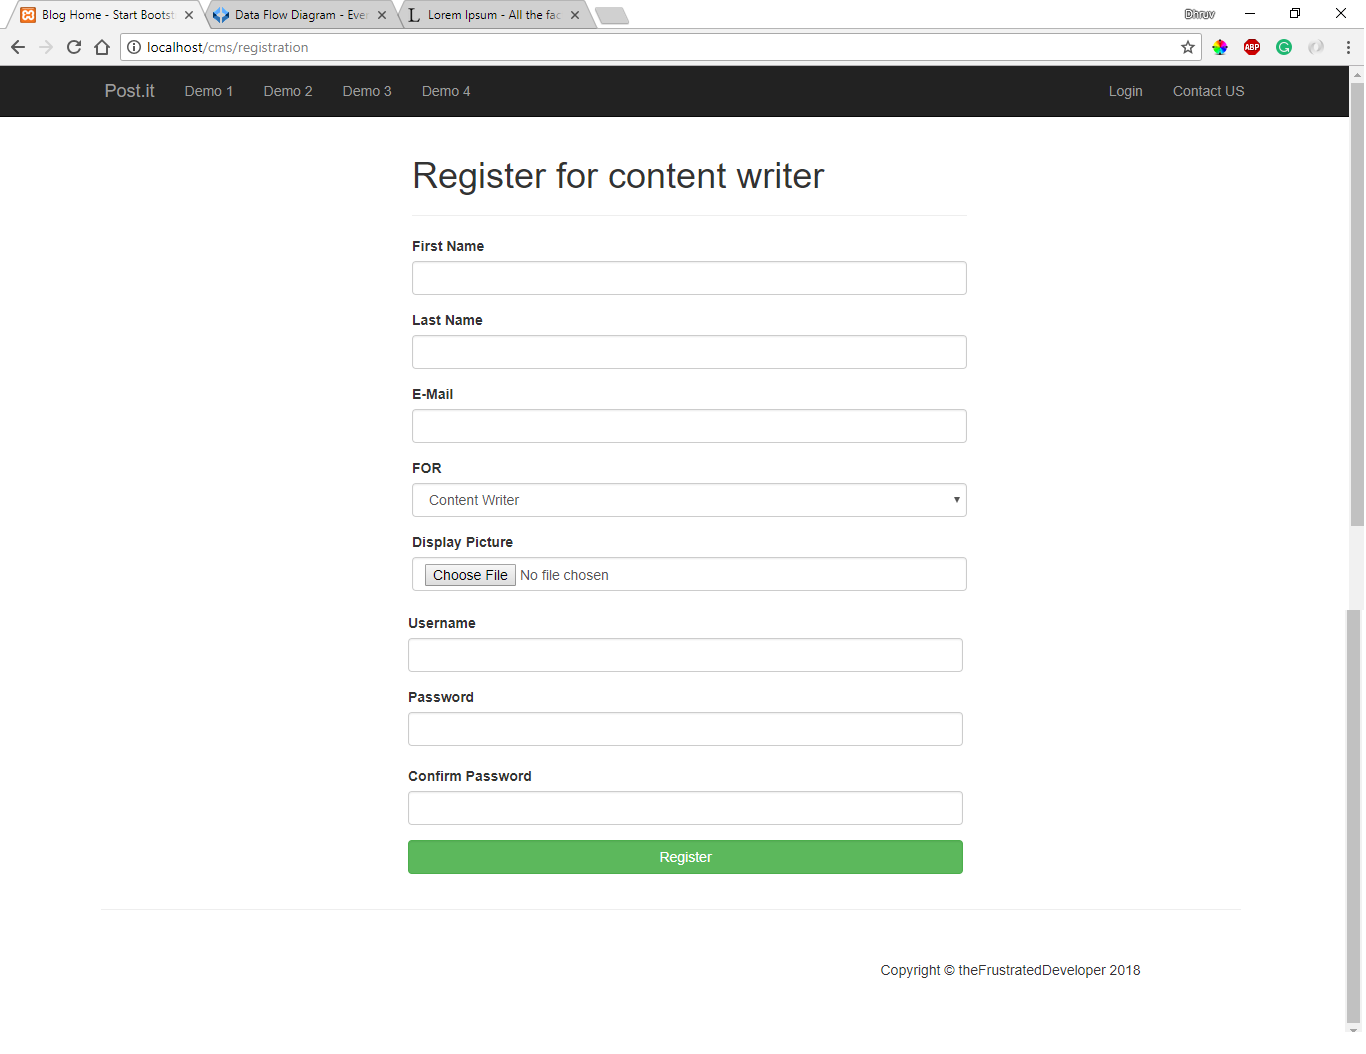 Blog Home - Start Bootst
Data Flow Diagram - Ever
Lorem Ipsum - All the fac
Dhruv
localhost/cms/registration
ABP
Post.it Demo 1 Demo 2 Demo 3 Demo 4 Login Contact US
Register for content writer
First Name
Last Name
E-Mail
FOR
Content Writer
Display Picture
Choose File No file chosen
Username
Password
Confirm Password
Register
Copyright © theFrustratedDeveloper 2018